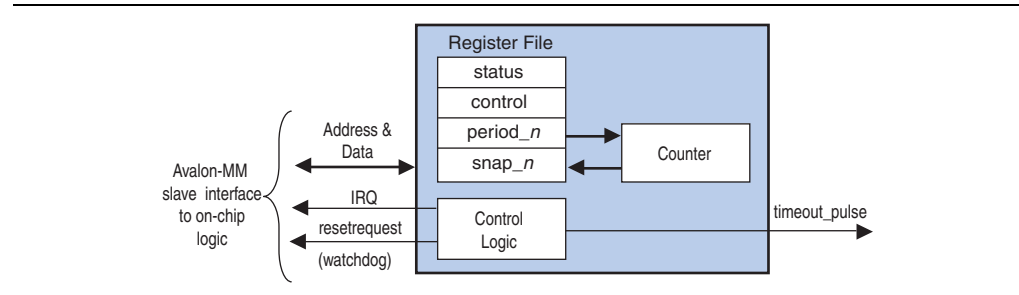 Register File
status
control
period_n
snap_n
Counter
Address &
Data
Avalon-MM
slave interface
to on-chip
logic
IRQ
resetrequest
(watchdog)
Control
Logic
timeout_pulse